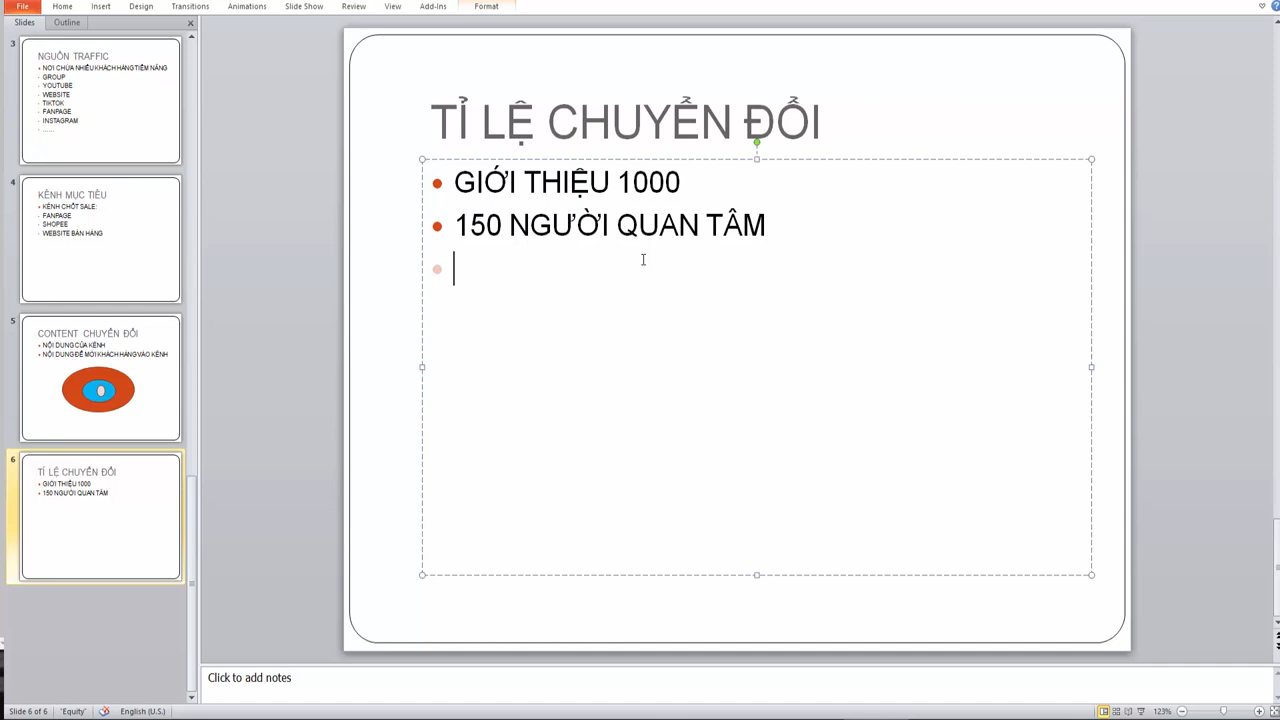 File Home Insert Design Transitions Animations Slide Show Review View Add-ins Format
Slides Outline
3
NGUỒN TRAFFIC
NƠI CHỨA NHIỀU KHÁCH HÀNG TIỀM NĂNG
GROUP
YOUTUBE
WEBSITE
TIKTOK
FANPAGE
INSTAGRAM
......
4
KÊNH MỤC TIÊU
KÊNH CHỐT SALE:
FANPAGE
SHOPEE
WEBSITE BÁN HÀNG
5
CONTENT CHUYỂN ĐỔI
NỘI DUNG CỦA KÊNH
NỘI DUNG ĐỂ MỜI KHÁCH HÀNG VÀO KÊNH
6
TỈ LỆ CHUYỂN ĐỔI
GIỚI THIỆU 1000
150 NGƯỜI QUAN TÂM
TỈ LỆ CHUYỂN ĐỔI
GIỚI THIỆU 1000
150 NGƯỜI QUAN TÂM
Click to add notes
Slide 6 of 6 "Equity" English (U.S.) 123%